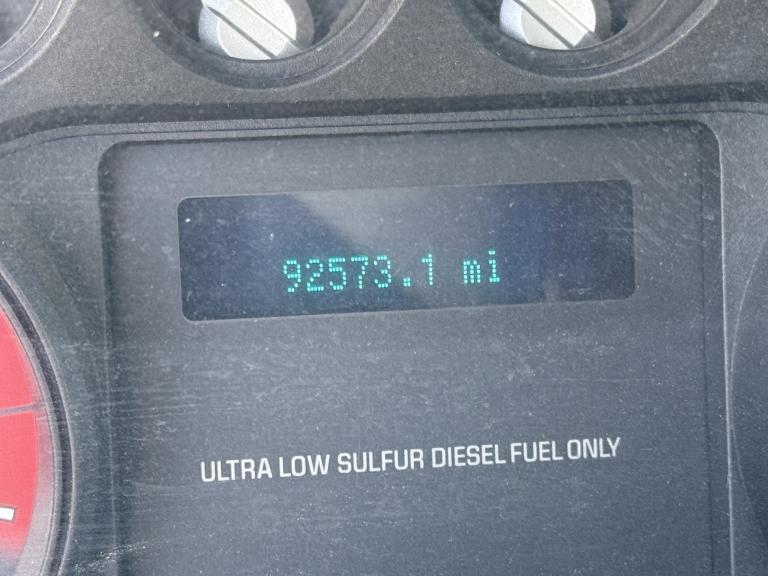 92573.1 mi
ULTRA LOW SULFUR DIESEL FUEL ONLY